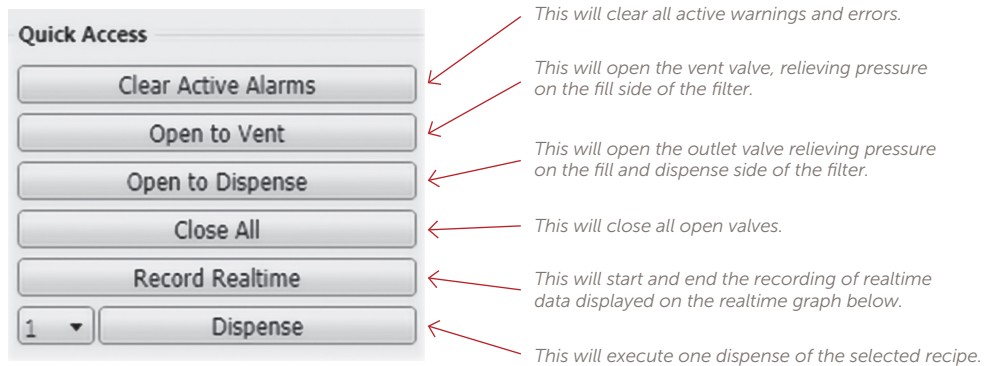 Quick Access
This will clear all active warnings and errors.
Clear Active Alarms
This will open the vent valve, relieving pressure
on the fill side of the filter.
Open to Vent
This will open the outlet valve relieving pressure
on the fill and dispense side of the filter.
Open to Dispense
Close All
This will close all open valves.
Record Realtime
This will start and end the recording of realtime
data displayed on the realtime graph below.
1
Dispense
This will execute one dispense of the selected recipe.